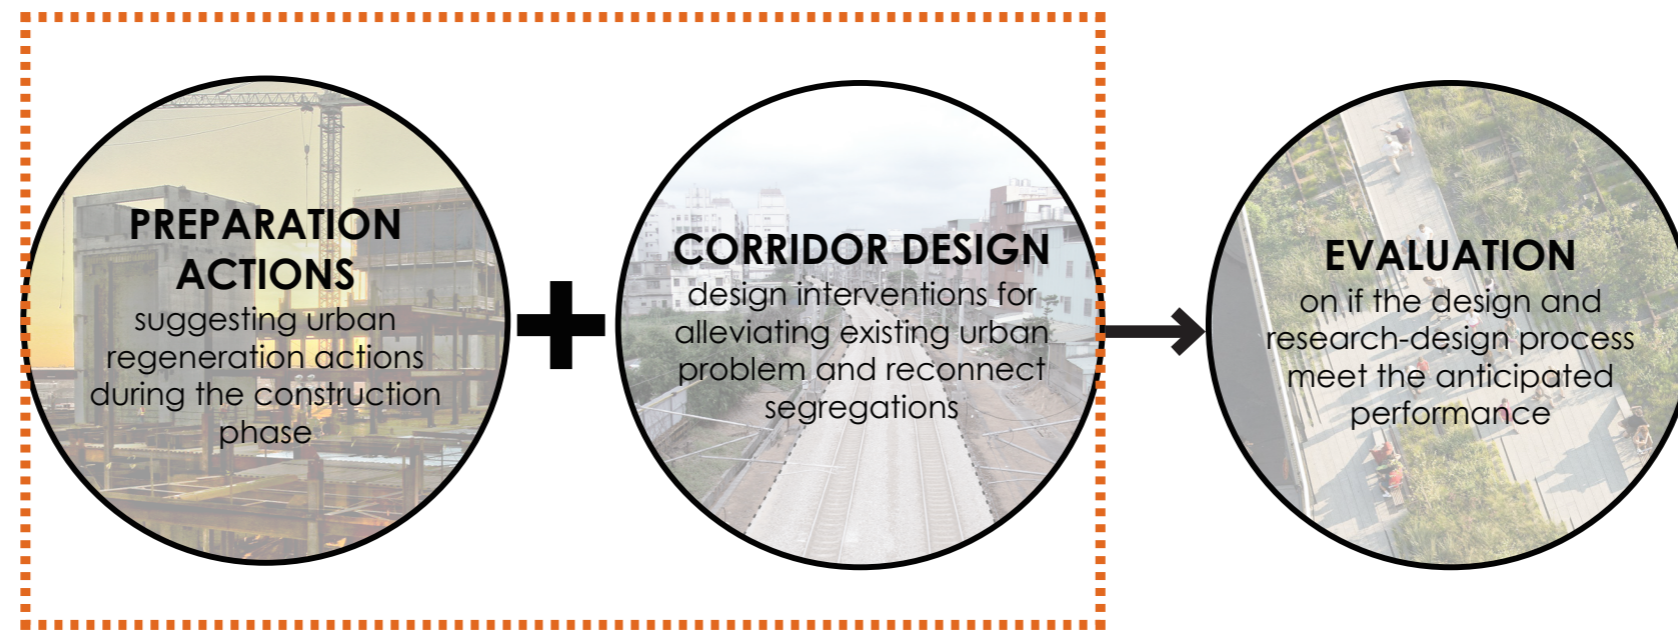 PREPARATION
ACTIONS
suggesting urban
regeneration actions
during the construction
phase
CORRIDOR DESIGN
design interventions for
alleviating existing urban
problem and reconnect
segregations
EVALUATION
on if the design and
research-design process
meet the anticipated
performance